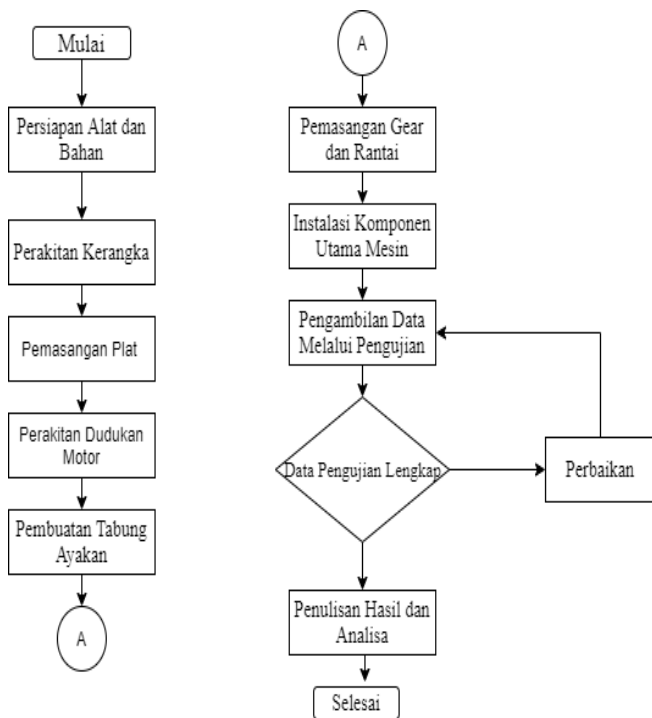 Mulai
Persiapan Alat dan
Bahan
Perakitan Kerangka
Pemasangan Plat
Perakitan Dudukan
Motor
Pembuatan Tabung
Ayakan
A
A
Pemasangan Gear
dan Rantai
Instalasi Komponen
Utama Mesin
Pengambilan Data
Melalui Pengujian
Data Pengujian Lengkap
Perbaikan
Penulisan Hasil dan
Analisa
Selesai